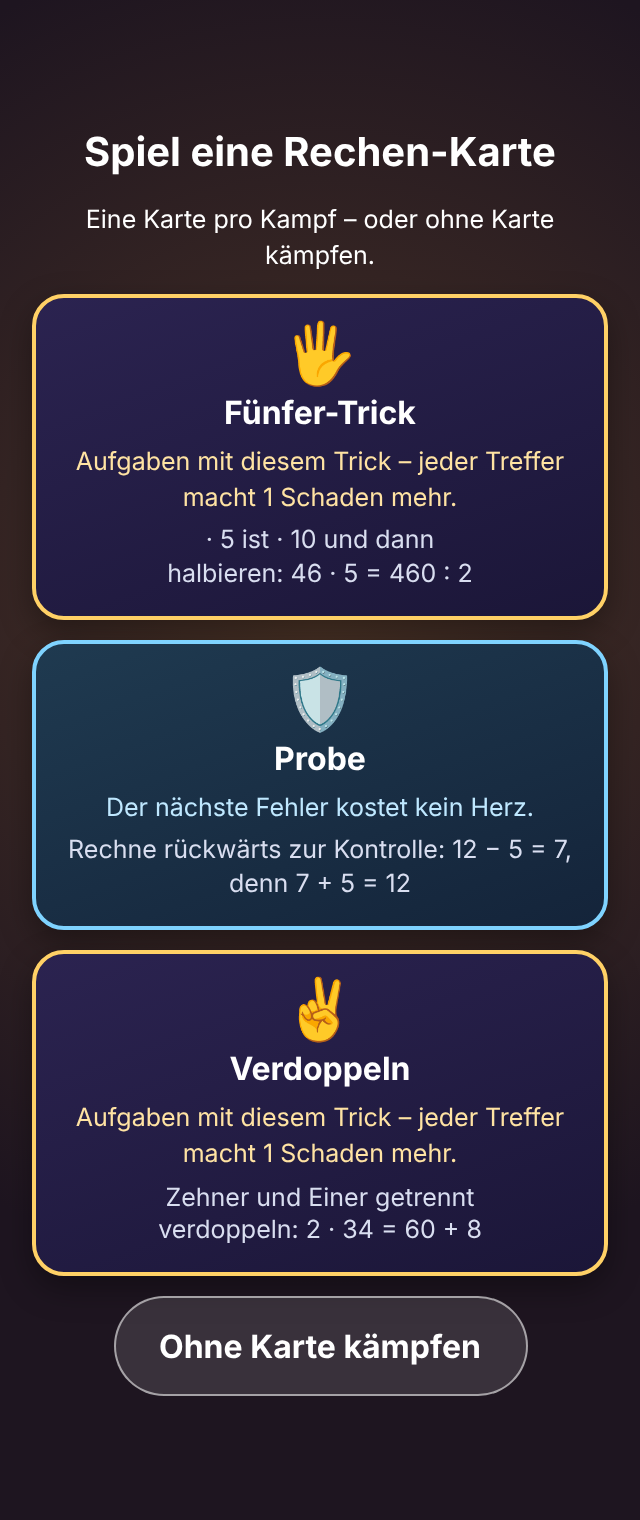 Spiel eine Rechen-Karte
Eine Karte pro Kampf – oder ohne Karte
kämpfen.
Fünfer-Trick
Aufgaben mit diesem Trick – jeder Treffer
macht 1 Schaden mehr.
· 5 ist · 10 und dann
halbieren: 46 · 5 = 460 : 2
Probe
Der nächste Fehler kostet kein Herz.
Rechne rückwärts zur Kontrolle: 12 − 5 = 7,
denn 7 + 5 = 12
Verdoppeln
Aufgaben mit diesem Trick – jeder Treffer
macht 1 Schaden mehr.
Zehner und Einer getrennt
verdoppeln: 2 · 34 = 60 + 8
Ohne Karte kämpfen